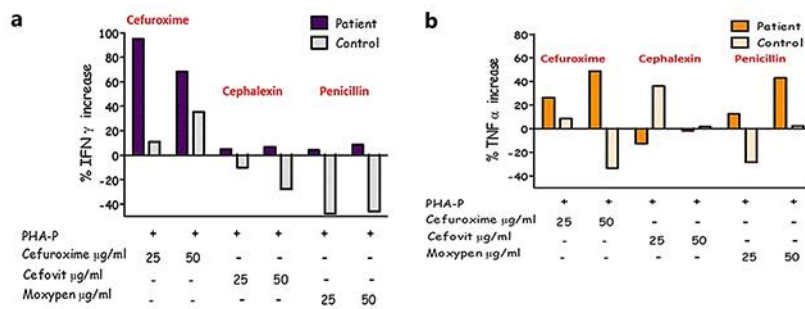 a
Cefuroxime
Patient
Control
Cephalexin
Penicillin
% IFN γ increase
100
80
60
40
20
0
-20
-40
PHA-P + + + + + +
Cefuroxime µg/ml 25 50 - - - -
Cefovit µg/ml - - 25 50 - -
Moxypen µg/ml - - - - 25 50
b
Patient
Control
Cefuroxime
Cephalexin
Penicillin
% TNF α increase
80
60
40
20
0
-20
-40
PHA-P + + + + + +
Cefuroxime µg/ml 25 50 - - - -
Cefovit µg/ml - - 25 50 - -
Moxypen µg/ml - - - - 25 50